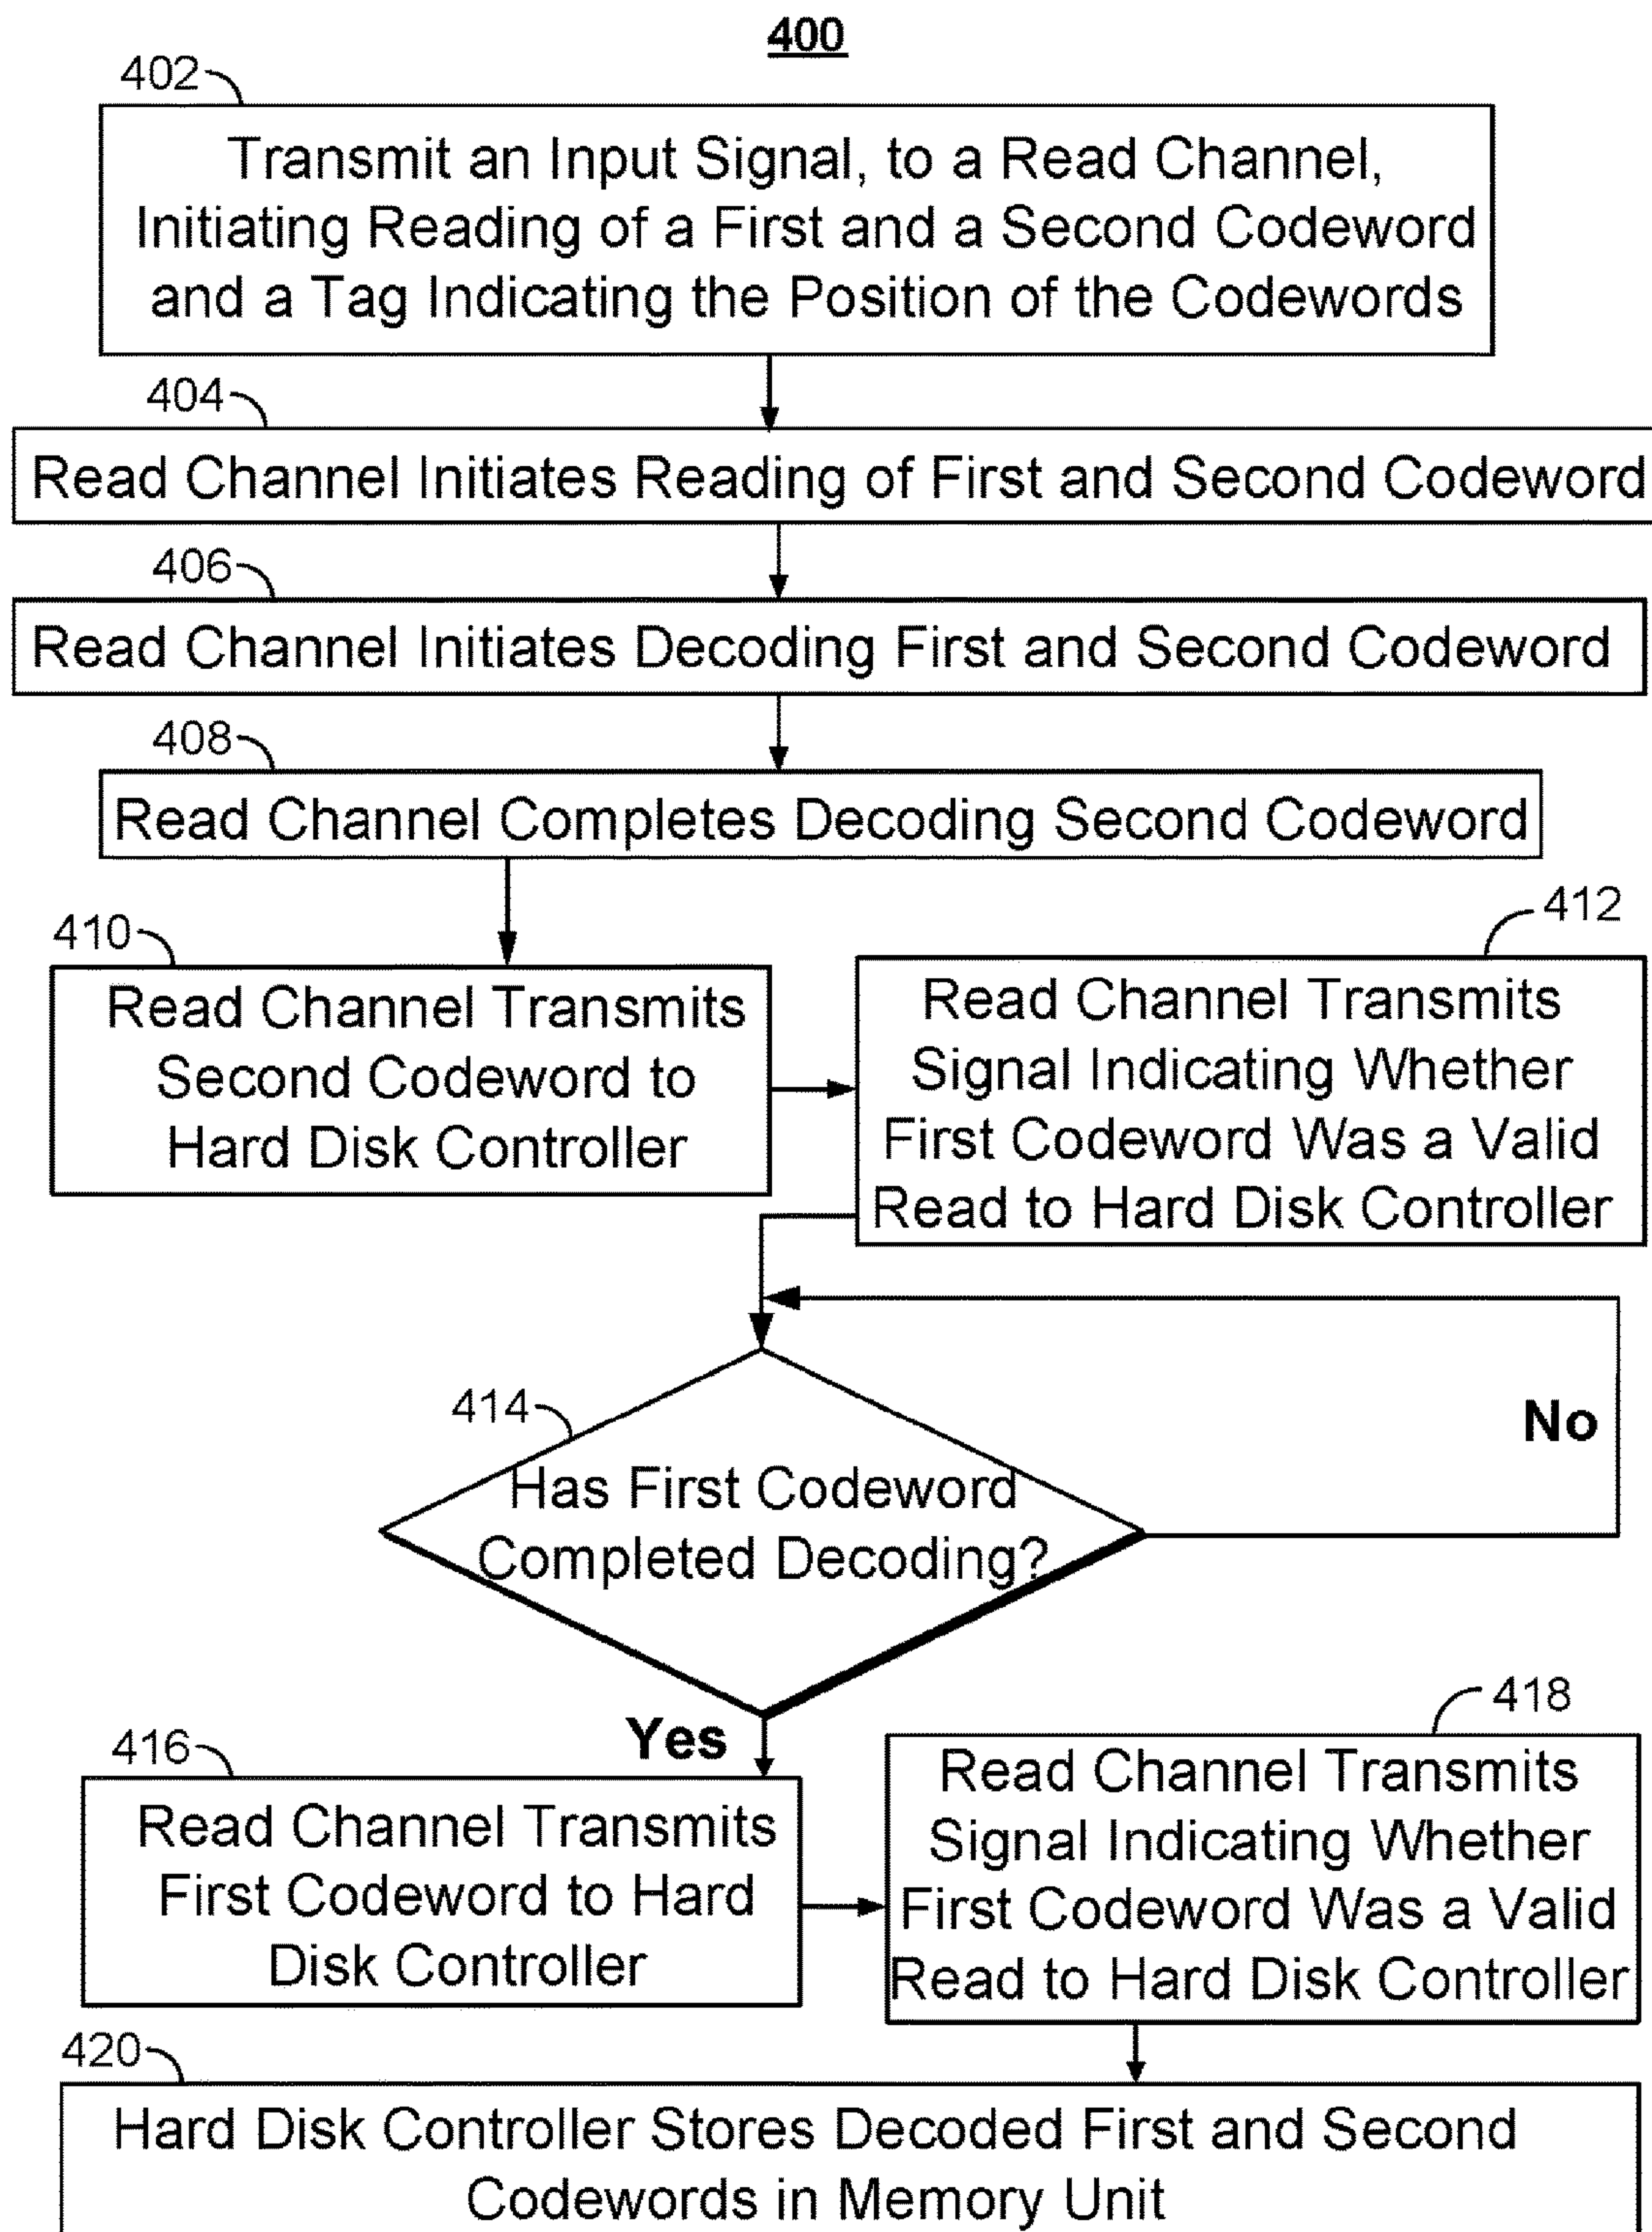 400
402
Transmit an Input Signal, to a Read Channel,
Initiating Reading of a First and a Second Codeword
and a Tag Indicating the Position of the Codewords
404
Read Channel Initiates Reading of First and Second Codeword
406
Read Channel Initiates Decoding First and Second Codeword
408
Read Channel Completes Decoding Second Codeword
410
Read Channel Transmits
Second Codeword to
Hard Disk Controller
412
Read Channel Transmits
Signal Indicating Whether
First Codeword Was a Valid
Read to Hard Disk Controller
414
Has First Codeword
Completed Decoding?
No
Yes
416
Read Channel Transmits
First Codeword to Hard
Disk Controller
418
Read Channel Transmits
Signal Indicating Whether
First Codeword Was a Valid
Read to Hard Disk Controller
420
Hard Disk Controller Stores Decoded First and Second
Codewords in Memory Unit